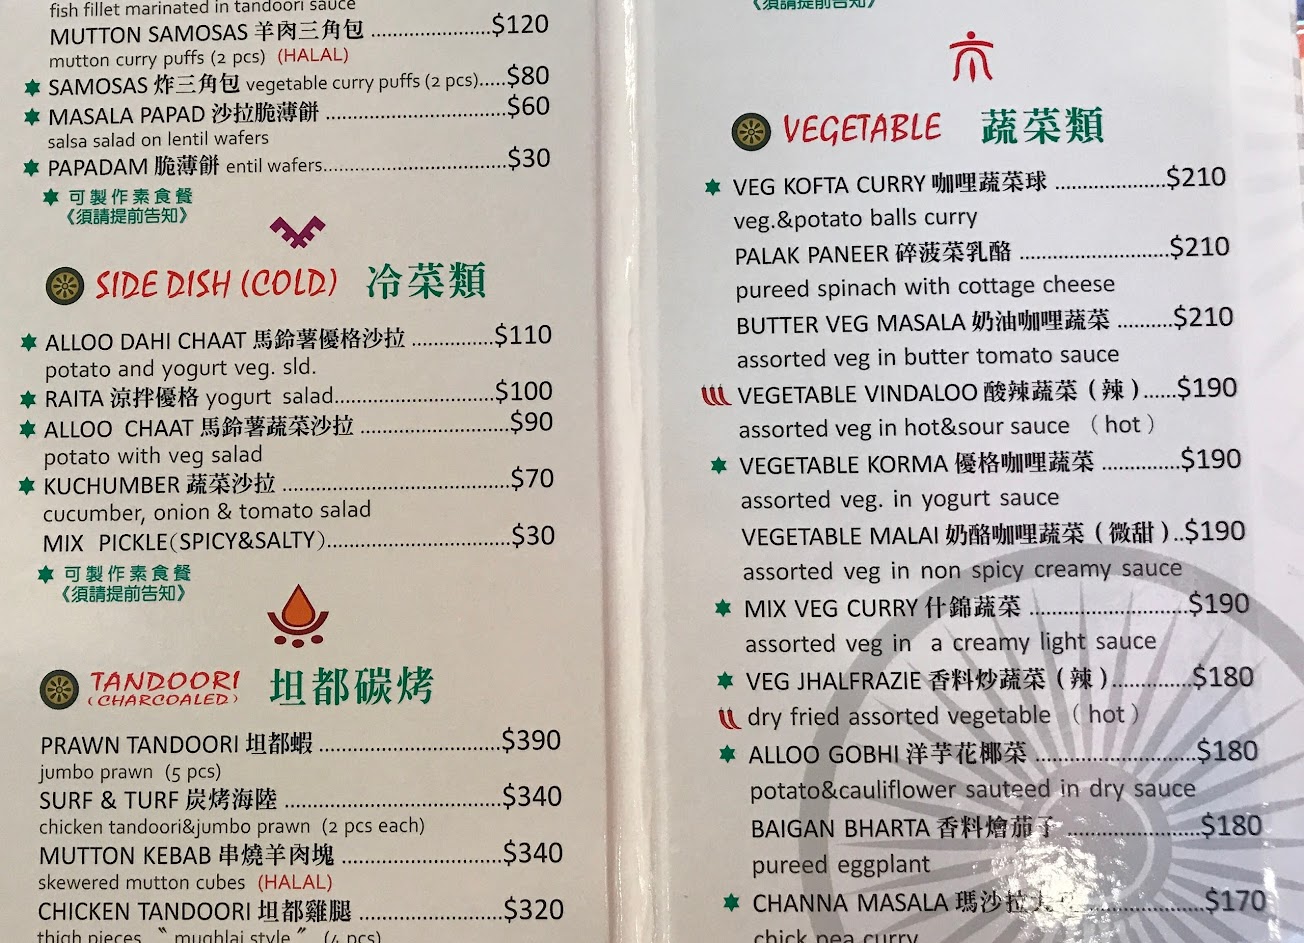 fish fillet marinated in tandoori sauce
MUTTON SAMOSAS 羊肉三角包 ................$120
mutton curry puffs (2 pcs) (HALAL)
SAMOSAS 炸三角包 vegetable curry puffs (2 pcs).....$80
MASALA PAPAD 沙拉脆薄餅 ................$60
salsa salad on lentil wafers
PAPADAM 脆薄餅 entil wafers................$30
可製作素食餐
《須請提前告知》
SIDE DISH (COLD) 冷菜類
ALLOO DAHI CHAAT 馬鈴薯優格沙拉 ..............$110
potato and yogurt veg. sld.
RAITA 涼拌優格 yogurt salad................$100
ALLOO CHAAT 馬鈴薯蔬菜沙拉 ................$90
potato with veg salad
KUCHUMBER 蔬菜沙拉 ................$70
cucumber, onion & tomato salad
MIX PICKLE(SPICY&SALTY)................$30
可製作素食餐
《須請提前告知》
TANDOORI 坦都碳烤
(CHARCOALED)
PRAWN TANDOORI 坦都蝦 ................$390
jumbo prawn (5 pcs)
SURF & TURF 炭烤海陸 ................$340
chicken tandoori&jumbo prawn (2 pcs each)
MUTTON KEBAB 串燒羊肉塊 ................$340
skewered mutton cubes (HALAL)
CHICKEN TANDOORI 坦都雞腿 ................$320
thigh pieces 〝mughlai style〞 (4 pcs)
《須請提前告知》
VEGETABLE 蔬菜類
VEG KOFTA CURRY 咖哩蔬菜球 ................$210
veg.&potato balls curry
PALAK PANEER 碎菠菜乳酪 ................$210
pureed spinach with cottage cheese
BUTTER VEG MASALA 奶油咖哩蔬菜 ..........$210
assorted veg in butter tomato sauce
VEGETABLE VINDALOO 酸辣蔬菜 (辣)......$190
assorted veg in hot&sour sauce (hot)
VEGETABLE KORMA 優格咖哩蔬菜 .............$190
assorted veg. in yogurt sauce
VEGETABLE MALAI 奶酪咖哩蔬菜 (微甜)..$190
assorted veg in non spicy creamy sauce
MIX VEG CURRY 什錦蔬菜 ................$190
assorted veg in a creamy light sauce
VEG JHALFRAZIE 香料炒蔬菜 (辣).............$180
dry fried assorted vegetable (hot)
ALLOO GOBHI 洋芋花椰菜 ................$180
potato&cauliflower sauteed in dry sauce
BAIGAN BHARTA 香料燴茄子 ................$180
pureed eggplant
CHANNA MASALA 瑪沙拉 ................$170
chick pea curry